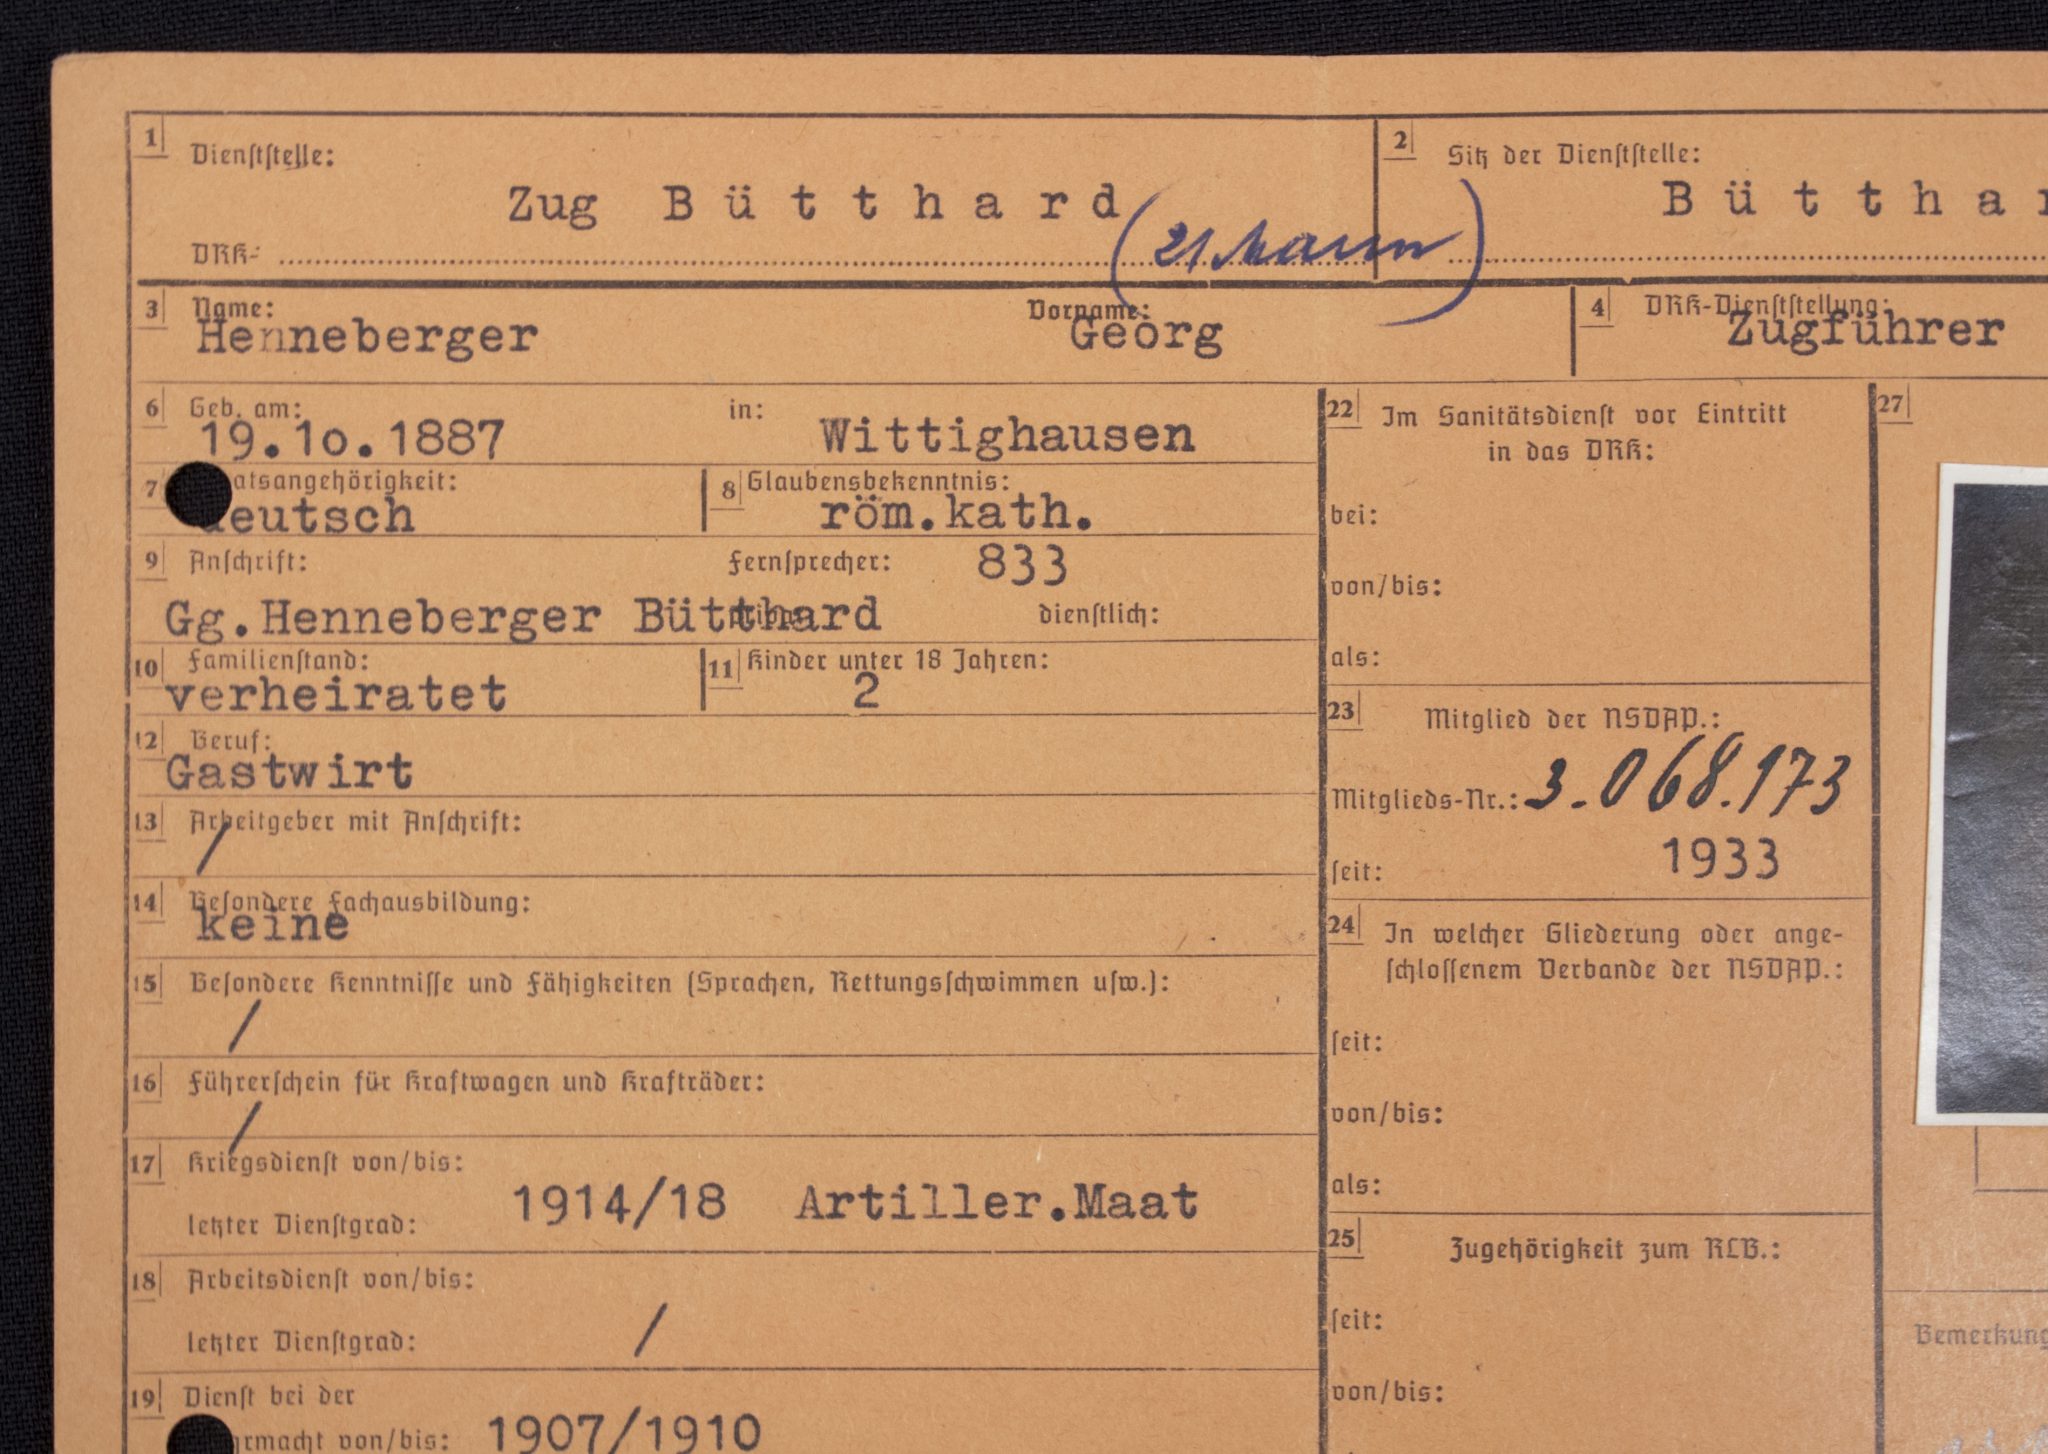 1 Dienststelle:
Zug Bütthard
(21 Mann)
DRK-
2 Sitz der Dienststelle:
Büttha
3 Name: Vorname:
Henneberger Georg
4 DRK-Dienststellung:
Zugführer
6 Geb. am: in:
19.1o.1887 Wittighausen
7 atsangehörigkeit:
deutsch
8 Glaubensbekenntnis:
röm.kath.
9 Anschrift: Fernsprecher: 833
Gg.Henneberger Bütthard dienstlich:
10 Familienstand:
verheiratet
11 Kinder unter 18 Jahren:
2
12 Beruf:
Gastwirt
13 Arbeitgeber mit Anschrift:
/
14 Besondere Fachausbildung:
keine
15 Besondere Kenntnisse und Fähigkeiten (Sprachen, Rettungsschwimmen usw.):
/
16 Führerschein für Kraftwagen und Krafträder:
/
17 Kriegsdienst von/bis:
1914/18 Artiller.Maat
letzter Dienstgrad:
18 Arbeitsdienst von/bis:
/
letzter Dienstgrad:
19 Dienst bei der
rmacht von/bis: 1907/1910
22 Im Sanitätsdienst vor Eintritt
in das DRK:
bei:
von/bis:
als:
23 Mitglied der NSDAP.:
Mitglieds-Nr.: 3.068.173
1933
seit:
24 In welcher Gliederung oder ange-
schlossenem Verbande der NSDAP.:
seit:
von/bis:
als:
25 Zugehörigkeit zum RLB.:
seit:
von/bis:
27
Bemerkung